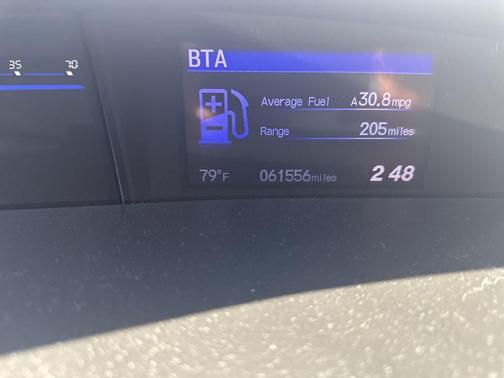 35 70
BTA
Average Fuel A30.8mpg
Range 205miles
79°F 061556miles 2 48